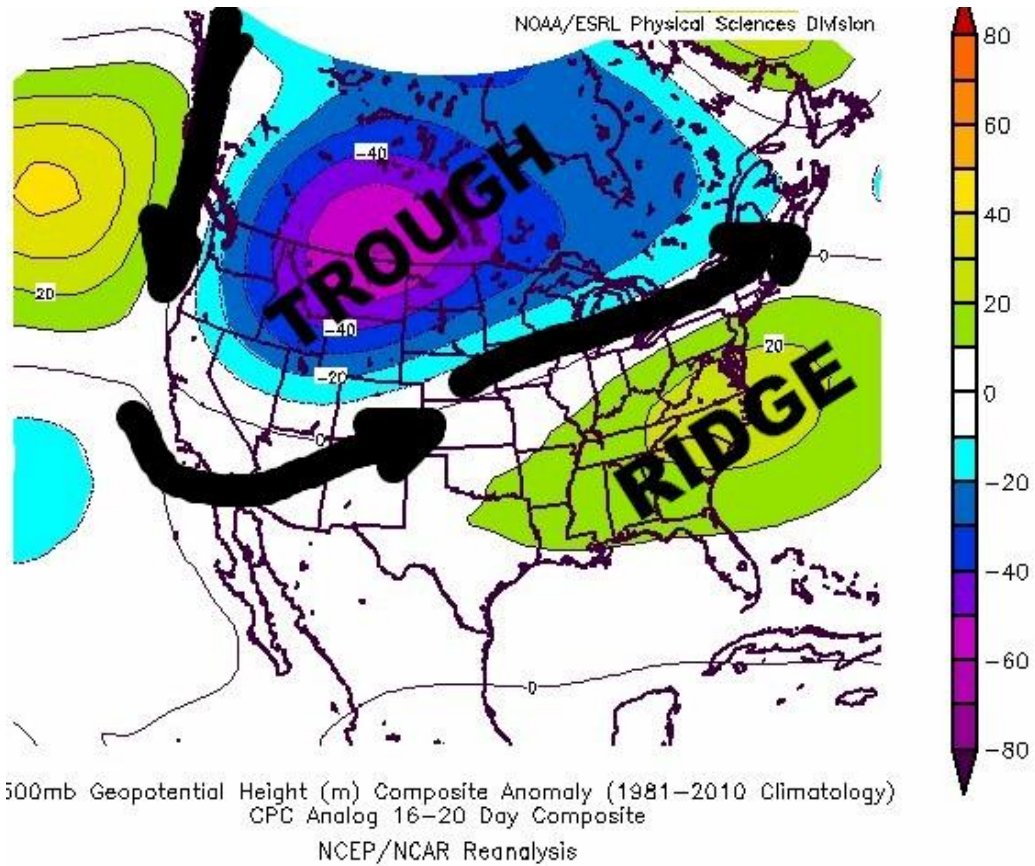 NOAA/ESRL Physical Sciences Division
80
60
40
20
0
-20
-40
-60
-80
-40
TROUGH
20
0
-40
20
-20
RIDGE
0
0
500mb Geopotential Height (m) Composite Anomaly (1981-2010 Climatology)
CPC Analog 16-20 Day Composite
NCEP/NCAR Reanalysis